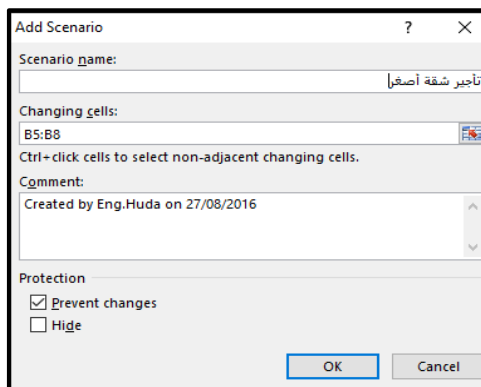 Add Scenario
Scenario name:
تأجير شقة أصغر
Changing cells:
B5:B8
Ctrl+click cells to select non-adjacent changing cells.
Comment:
Created by Eng.Huda on 27/08/2016
Protection
Prevent changes
Hide
OK Cancel